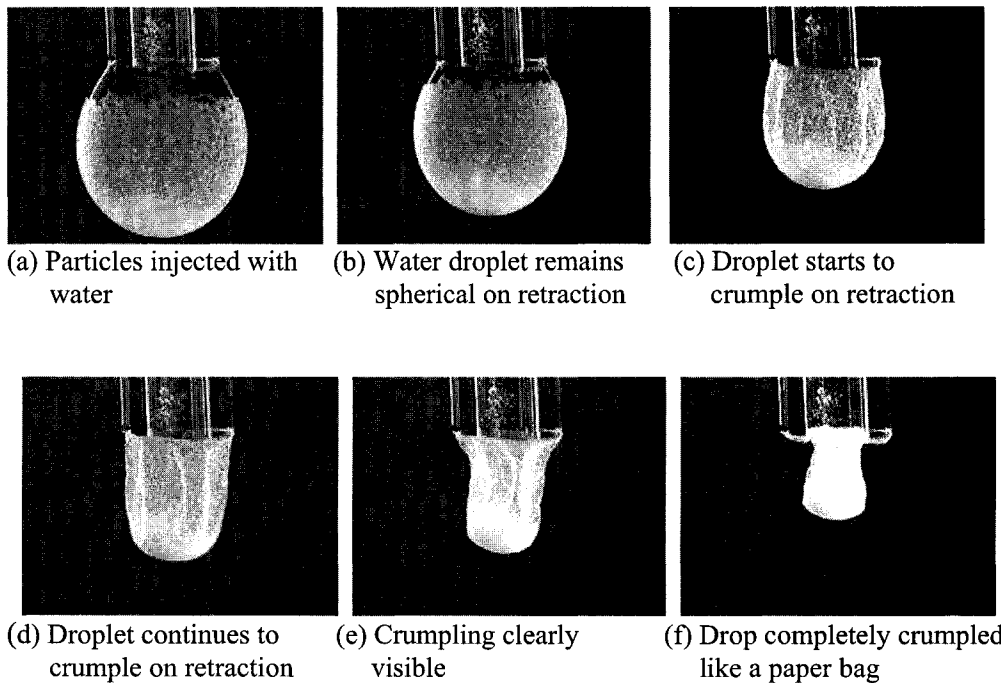 (a) Particles injected with
water
(b) Water droplet remains
spherical on retraction
(c) Droplet starts to
crumple on retraction
(d) Droplet continues to
crumple on retraction
(e) Crumpling clearly
visible
(f) Drop completely crumpled
like a paper bag